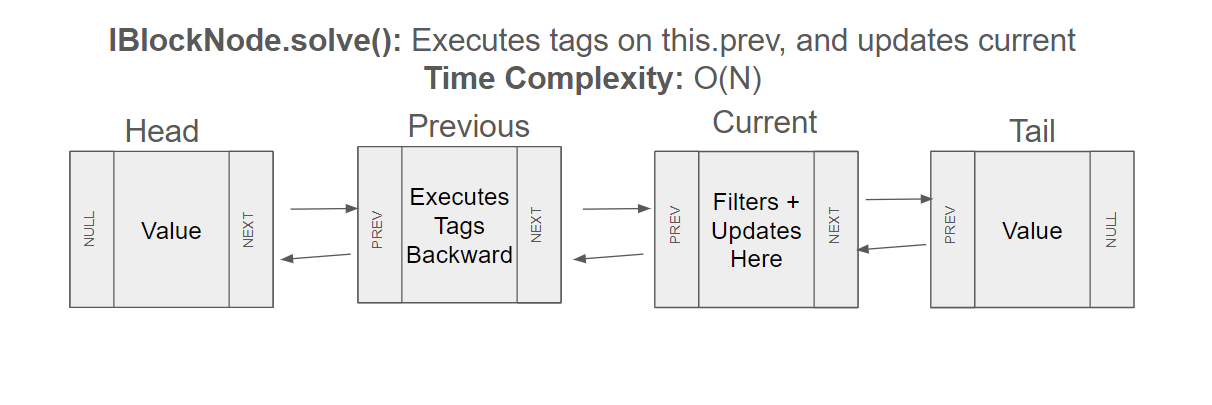 IBlockNode.solve(): Executes tags on this.prev, and updates current
Time Complexity: O(N)
Head
Previous
Current
Tail
NULL
Value
NEXT
PREV
Executes
Tags
Backward
NEXT
PREV
Filters +
Updates
Here
NEXT
PREV
Value
NULL